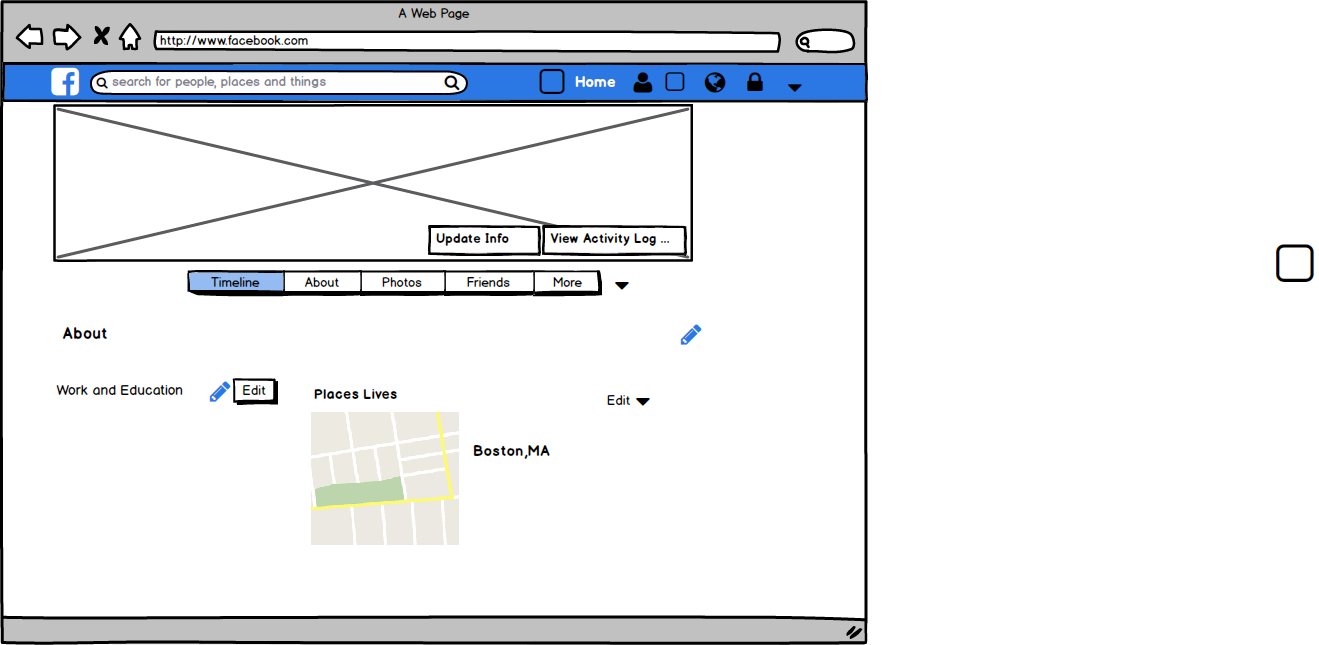 A Web Page
http://www.facebook.com
f
search for people, places and things
Home
Update Info
View Activity Log ...
Timeline
About
Photos
Friends
More
About
Work and Education
Edit
Places Lives
Edit
Boston,MA